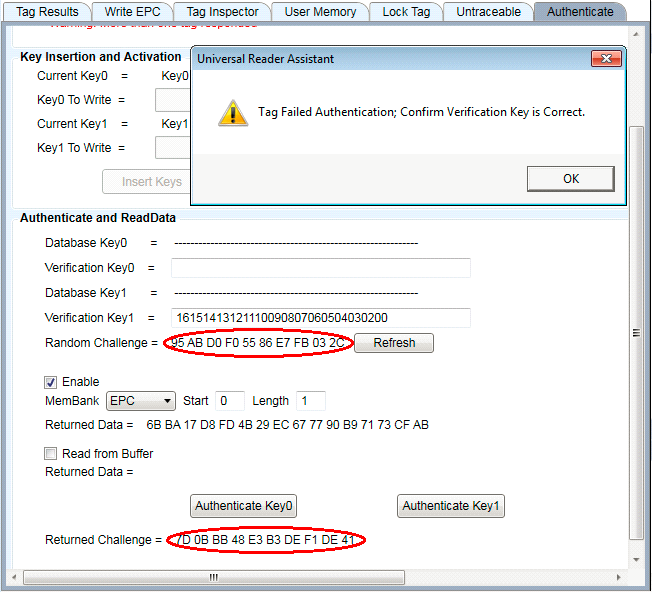 Tag Results Write EPC Tag Inspector User Memory Lock Tag Untraceable Authenticate
Key Insertion and Activation
Current Key0 = Key0
Key0 To Write =
Current Key1 = Key1
Key1 To Write =
Insert Keys
Universal Reader Assistant
Tag Failed Authentication; Confirm Verification Key is Correct.
OK
Authenticate and ReadData
Database Key0 = -------------------------------------------------------------
Verification Key0 =
Database Key1 = -------------------------------------------------------------
Verification Key1 = 16151413121110090807060504030200
Random Challenge = 95 AB D0 F0 55 86 E7 FB 03 2C Refresh
Enable
MemBank EPC Start 0 Length 1
Returned Data = 6B BA 17 D8 FD 4B 29 EC 67 77 90 B9 71 73 CF AB
Read from Buffer
Returned Data =
Authenticate Key0 Authenticate Key1
Returned Challenge = 7D 0B BB 48 E3 B3 DE F1 DE 41